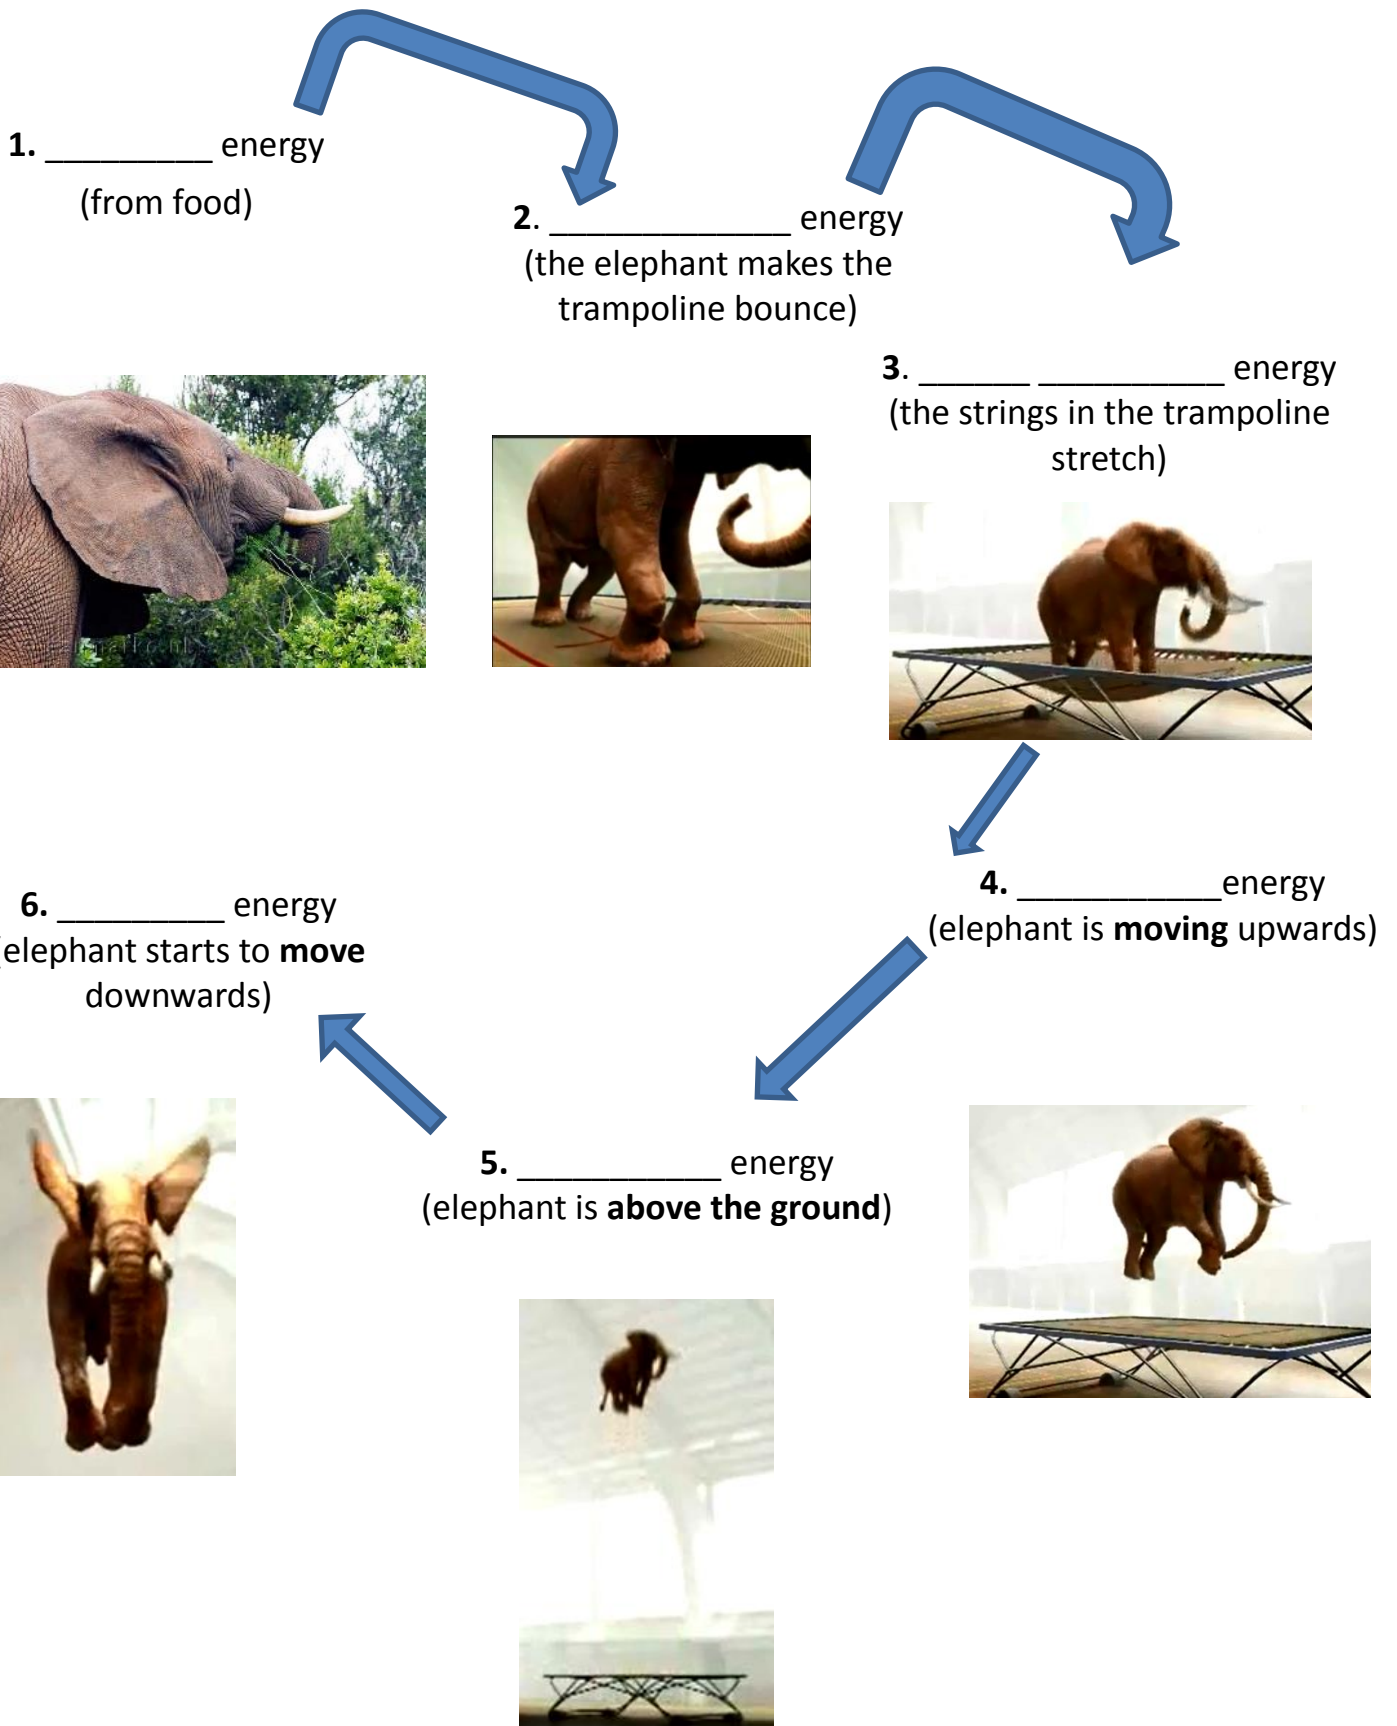 1. _________ energy
(from food)
2. _____________ energy
(the elephant makes the
trampoline bounce)
3. ______ __________ energy
(the strings in the trampoline
stretch)
4. ___________energy
(elephant is moving upwards)
5. ___________ energy
(elephant is above the ground)
6. _________ energy
(elephant starts to move
downwards)